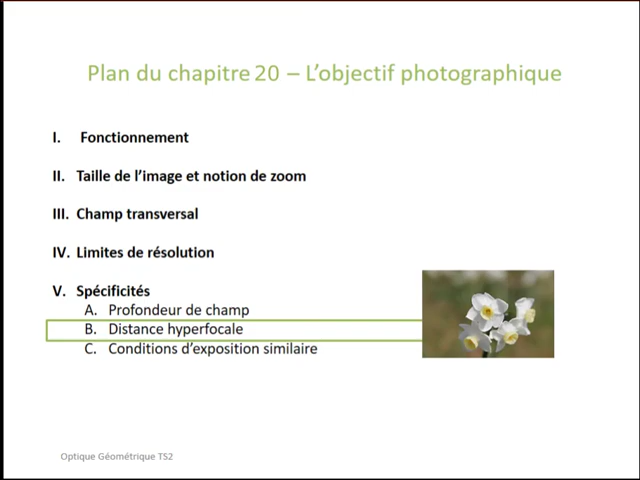 Plan du chapitre 20 – L'objectif photographique
I. Fonctionnement
II. Taille de l'image et notion de zoom
III. Champ transversal
IV. Limites de résolution
V. Spécificités
A. Profondeur de champ
B. Distance hyperfocale
C. Conditions d'exposition similaire
Optique Géométrique TS2